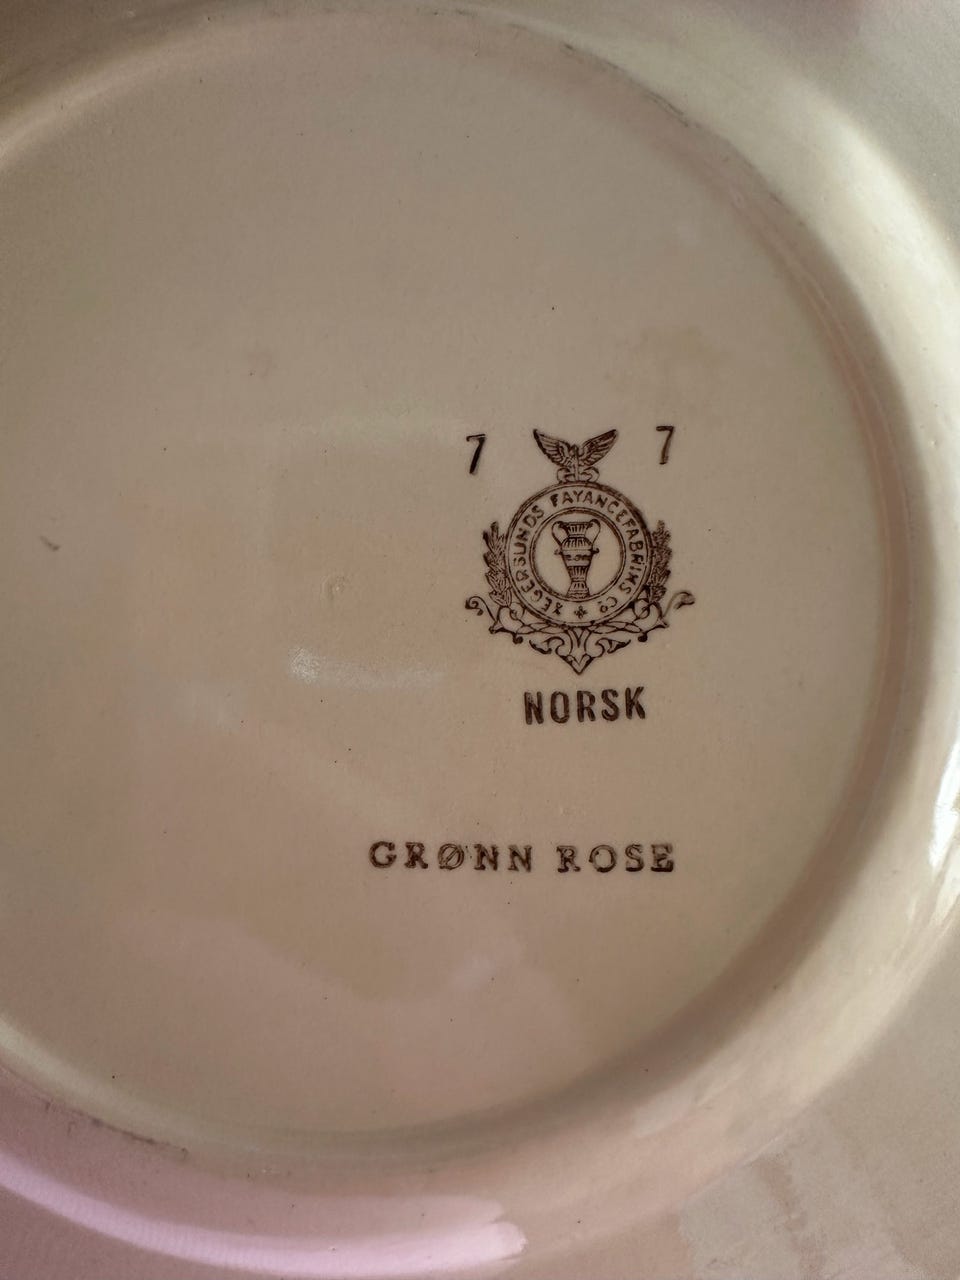 7 7
EGERSUNDS FAYANCEFABRIKS Co.
NORSK
GRØNN ROSE